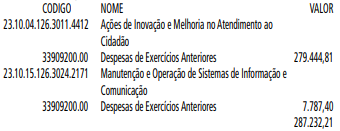 CODIGO NOME VALOR
23.10.04.126.3011.4412 Ações de Inovação e Melhoria no Atendimento ao
Cidadão
33909200.00 Despesas de Exercícios Anteriores 279.444,81
23.10.15.126.3024.2171 Manutenção e Operação de Sistemas de Informação e
Comunicação
33909200.00 Despesas de Exercícios Anteriores 7.787,40
287.232,21